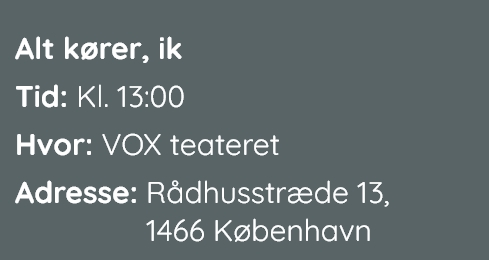 Alt kører, ik
Tid: Kl. 13:00
Hvor: VOX teateret
Adresse: Rådhusstræde 13,
1466 København